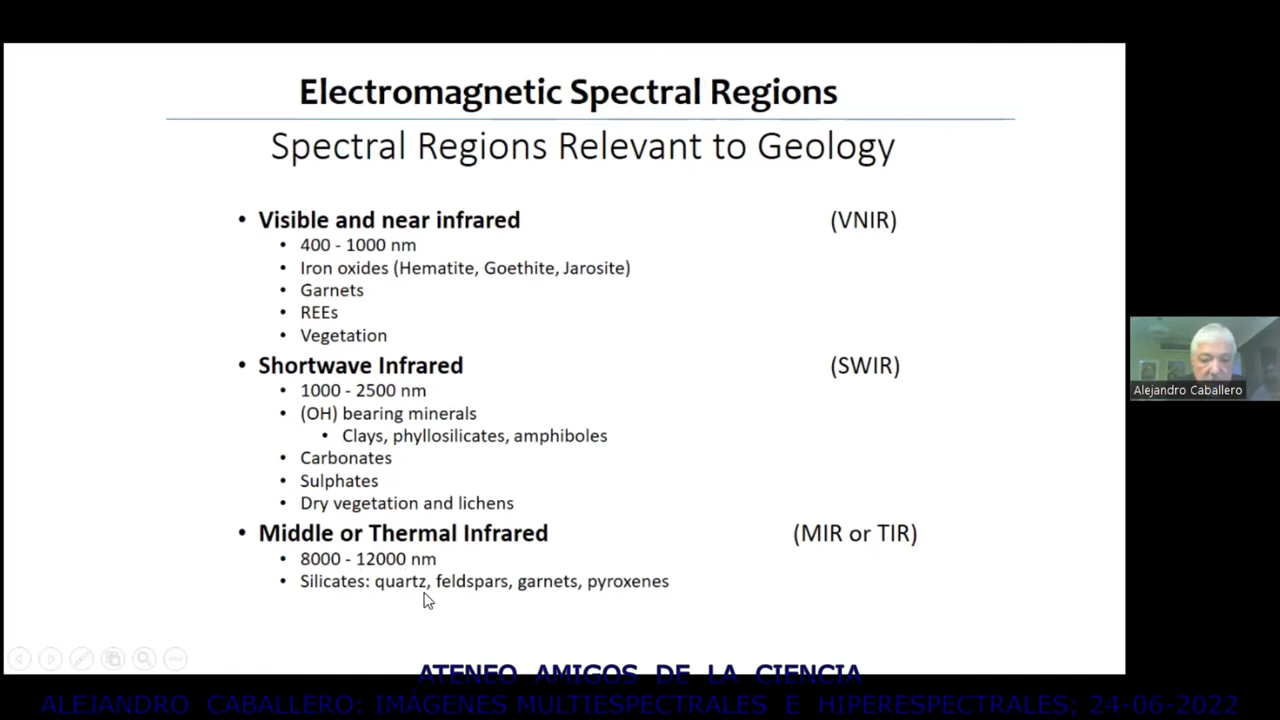 Electromagnetic Spectral Regions
Spectral Regions Relevant to Geology
• Visible and near infrared (VNIR)
• 400 - 1000 nm
• Iron oxides (Hematite, Goethite, Jarosite)
• Garnets
• REEs
• Vegetation
• Shortwave Infrared (SWIR)
• 1000 - 2500 nm
• (OH) bearing minerals
• Clays, phyllosilicates, amphiboles
• Carbonates
• Sulphates
• Dry vegetation and lichens
• Middle or Thermal Infrared (MIR or TIR)
• 8000 - 12000 nm
• Silicates: quartz, feldspars, garnets, pyroxenes
Alejandro Caballero
ATENEO AMIGOS DE LA CIENCIA
ALEJANDRO CABALLERO: IMÁGENES MULTIESPECTRALES E HIPERESPECTRALES; 24-06-2022